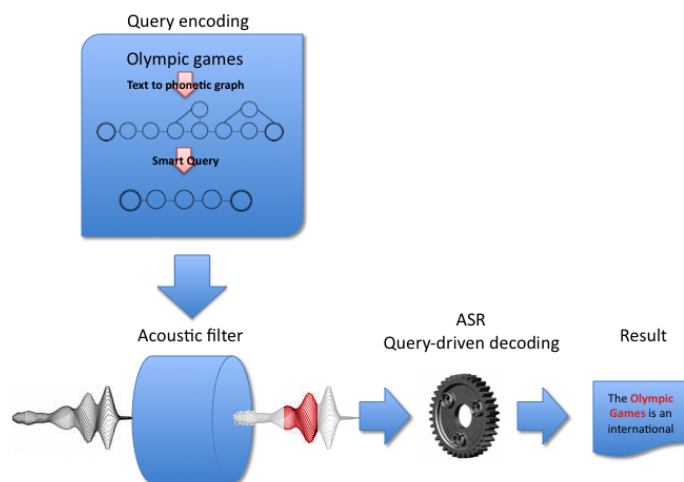 Query encoding
Olympic games
Text to phonetic graph
Smart Query
Acoustic filter
ASR
Query-driven decoding
Result
The Olympic
Games is an
international